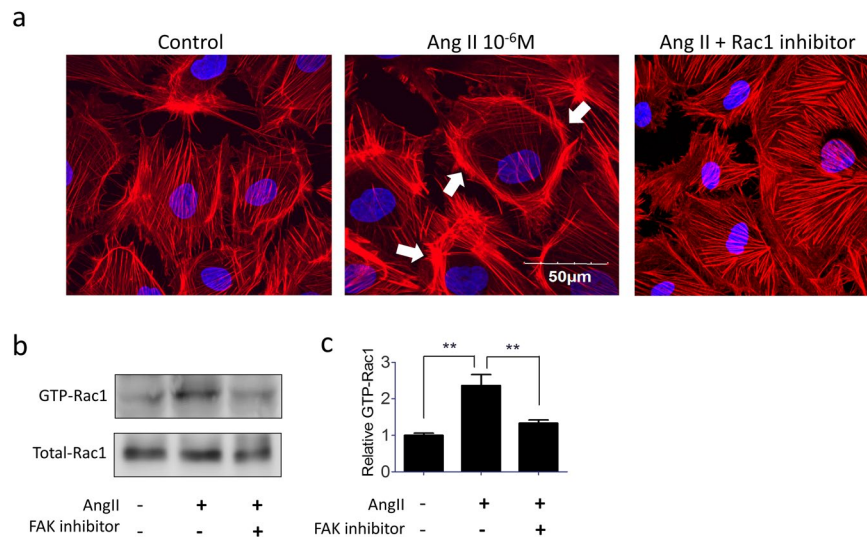 a
Control
Ang II 10⁻⁶M
Ang II + Rac1 inhibitor
50µm
b
GTP-Rac1
Total-Rac1
AngII - + +
FAK inhibitor - - +
c
** **
Relative GTP-Rac1
3
2
1
0
AngII - + +
FAK inhibitor - - +